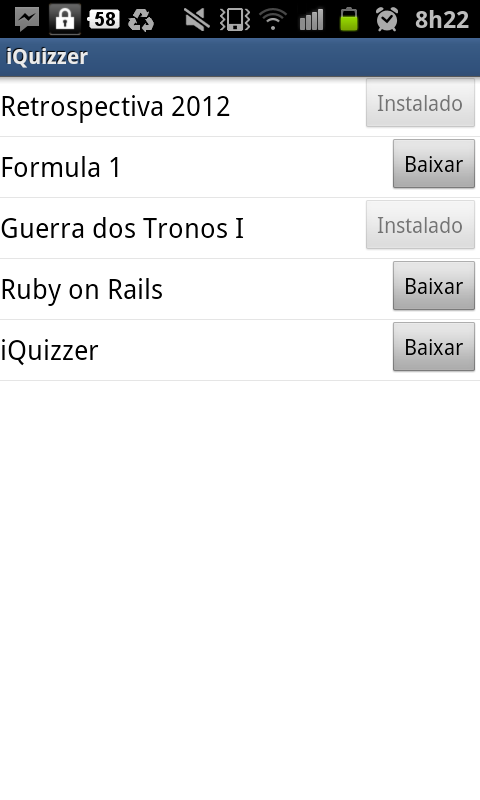 58 8h22
iQuizzer
Retrospectiva 2012 Instalado
Formula 1 Baixar
Guerra dos Tronos I Instalado
Ruby on Rails Baixar
iQuizzer Baixar